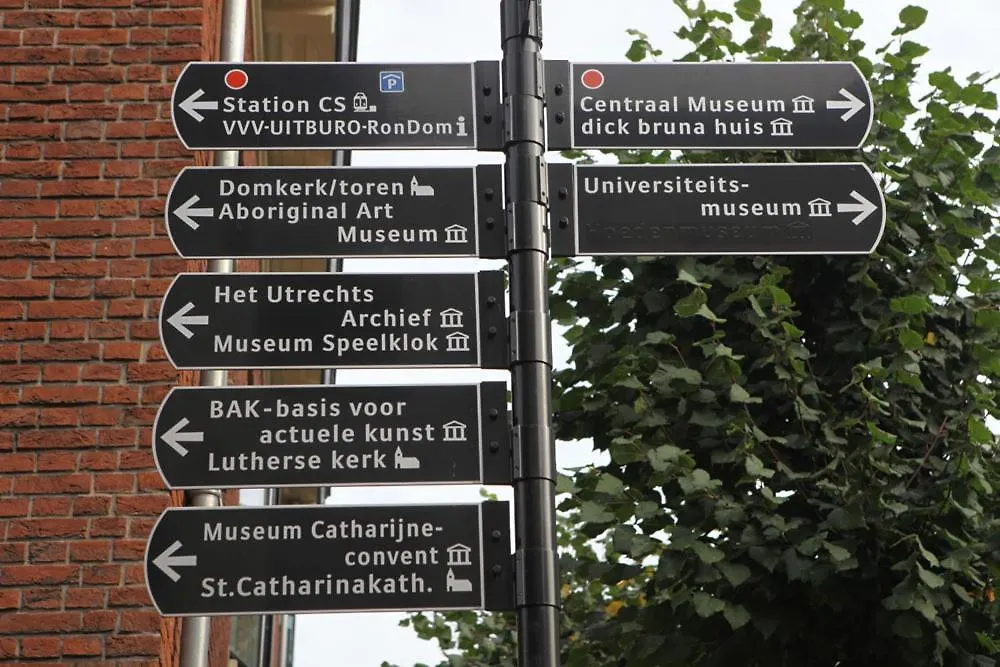 P
Station CS
VVV-UITBURO-RonDom i
Domkerk/toren
Aboriginal Art
Museum
Het Utrechts
Archief
Museum Speelklok
BAK-basis voor
actuele kunst
Lutherse kerk
Museum Catharijne-
convent
St.Catharinakath.
Centraal Museum
dick bruna huis
Universiteits-
museum